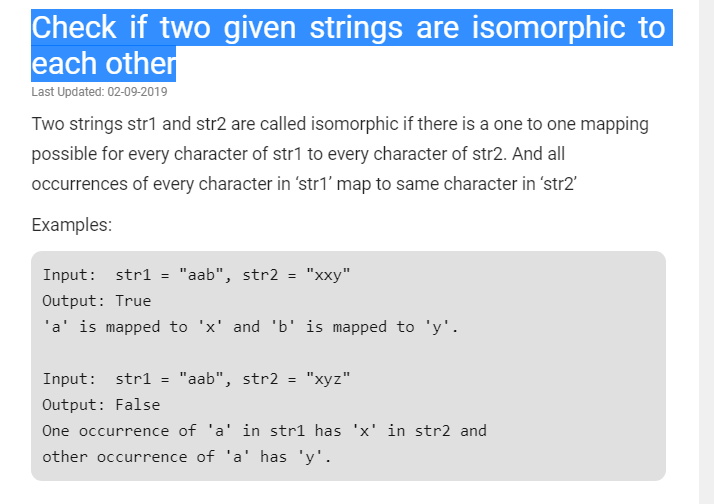 Check if two given strings are isomorphic to
each other
Last Updated: 02-09-2019
Two strings str1 and str2 are called isomorphic if there is a one to one mapping
possible for every character of str1 to every character of str2. And all
occurrences of every character in ‘str1’ map to same character in ‘str2’
Examples:
Input:  str1 = "aab", str2 = "xxy"
Output: True
'a' is mapped to 'x' and 'b' is mapped to 'y'.
Input:  str1 = "aab", str2 = "xyz"
Output: False
One occurrence of 'a' in str1 has 'x' in str2 and
other occurrence of 'a' has 'y'.